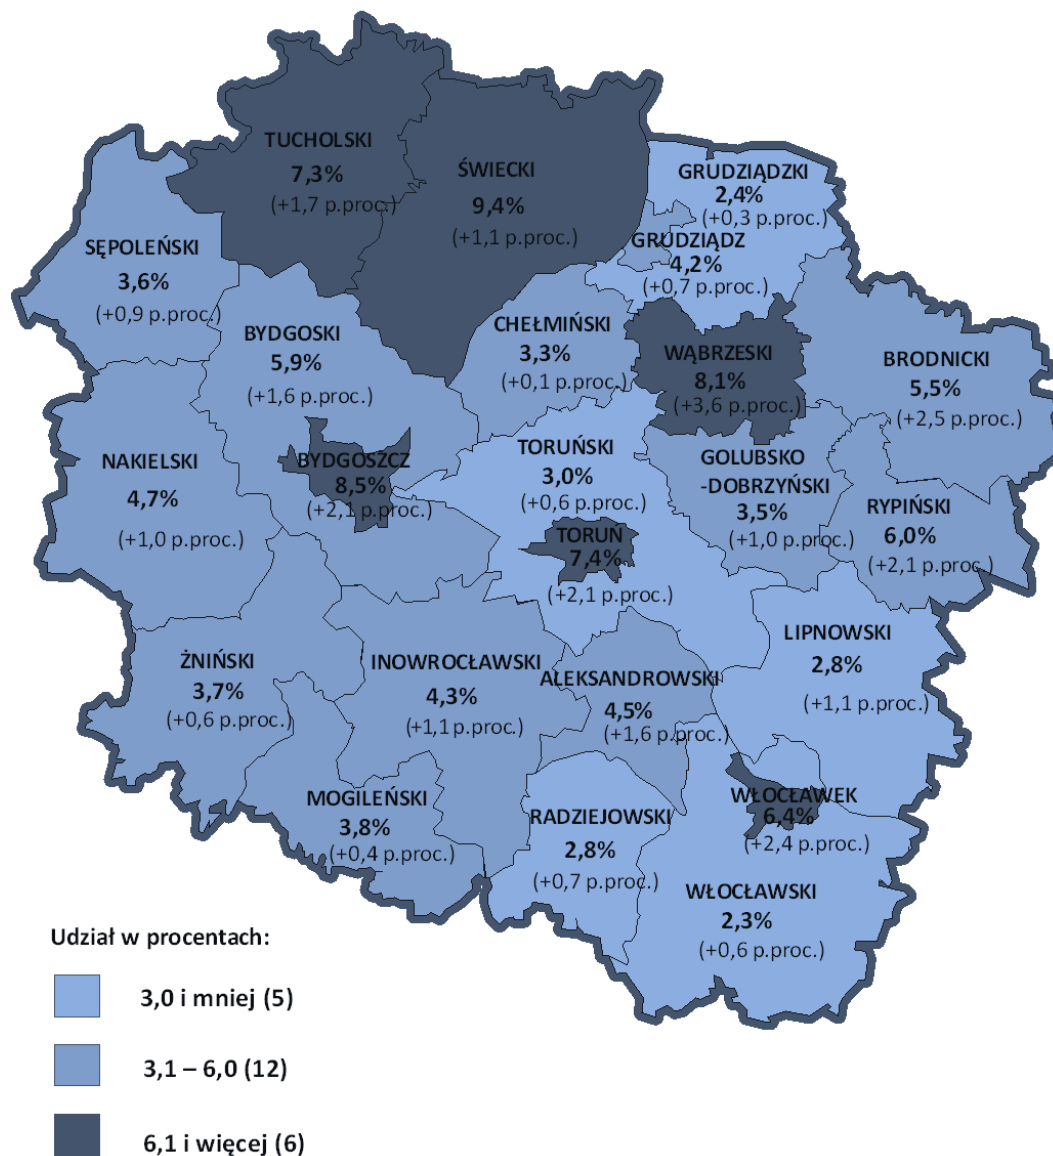 TUCHOLSKI
7,3%
(+1,7 p.proc.)
ŚWIECKI
9,4%
(+1,1 p.proc.)
GRUDZIĄDZKI
2,4%
(+0,3 p.proc.)
GRUDZIĄDZ
4,2%
(+0,7 p.proc.)
SĘPOLEŃSKI
3,6%
(+0,9 p.proc.)
BYDGOSKI
5,9%
(+1,6 p.proc.)
CHEŁMIŃSKI
3,3%
(+0,1 p.proc.)
WĄBRZESKI
8,1%
(+3,6 p.proc.)
BRODNICKI
5,5%
(+2,5 p.proc.)
NAKIELSKI
4,7%
(+1,0 p.proc.)
BYDGOSZCZ
8,5%
(+2,1 p.proc.)
TORUŃSKI
3,0%
(+0,6 p.proc.)
GOLUBSKO
-DOBRZYŃSKI
3,5%
(+1,0 p.proc.)
RYPIŃSKI
6,0%
(+2,1 p.proc.)
TORUŃ
7,4%
(+2,1 p.proc.)
ŻNIŃSKI
3,7%
(+0,6 p.proc.)
INOWROCŁAWSKI
4,3%
(+1,1 p.proc.)
ALEKSANDROWSKI
4,5%
(+1,6 p.proc.)
LIPNOWSKI
2,8%
(+1,1 p.proc.)
MOGILEŃSKI
3,8%
(+0,4 p.proc.)
RADZIEJOWSKI
2,8%
(+0,7 p.proc.)
WŁOCŁAWEK
6,4%
(+2,4 p.proc.)
WŁOCŁAWSKI
2,3%
(+0,6 p.proc.)
Udział w procentach:
3,0 i mniej (5)
3,1 – 6,0 (12)
6,1 i więcej (6)